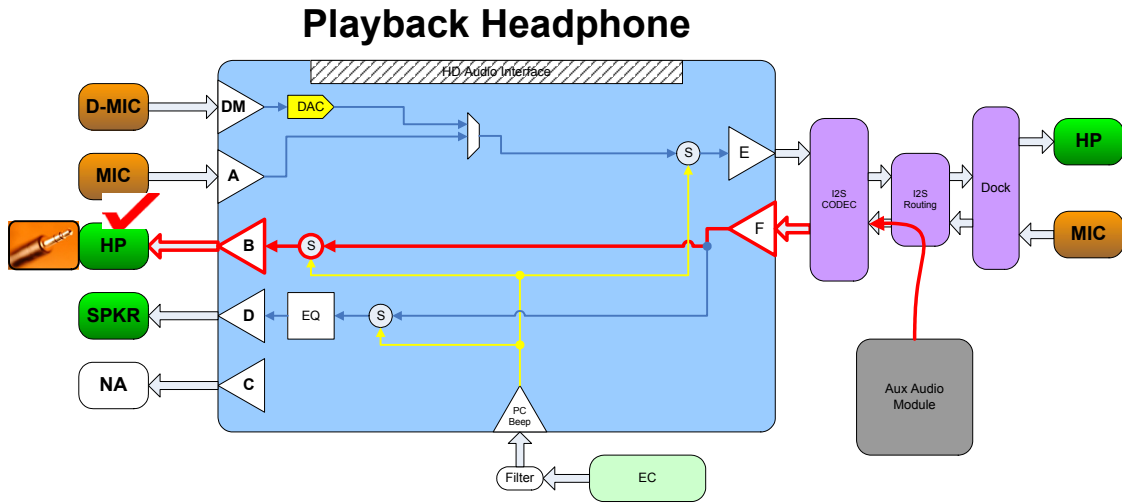 Playback Headphone
HD Audio Interface
D-MIC
DM
DAC
MIC
A
S
E
I2S
CODEC
I2S
Routing
Dock
HP
HP
B
S
F
MIC
SPKR
D
EQ
S
NA
C
PC
Beep
Aux Audio
Module
Filter
EC